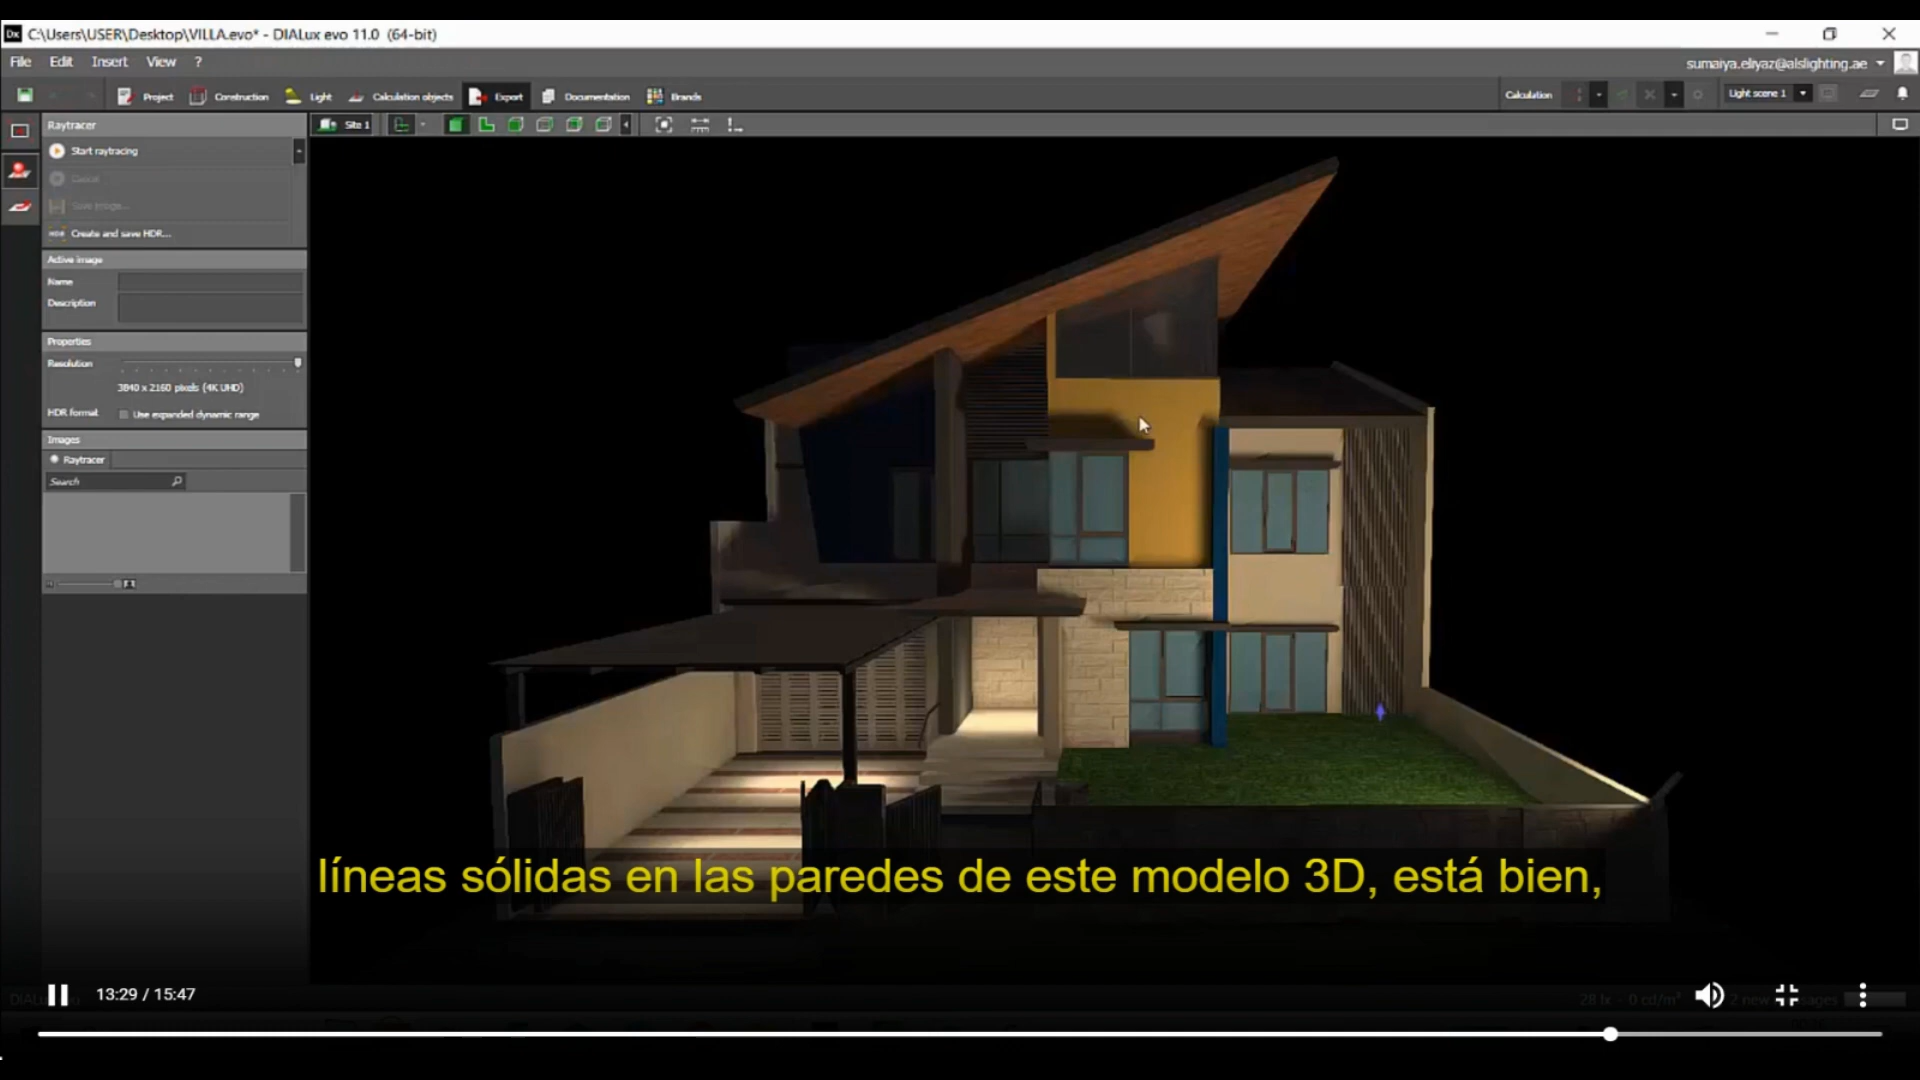 C:\Users\USER\Desktop\VILLA.evo* - DIALux evo 11.0 (64-bit)
File Edit Insert View ?
sumaiya.eliyaz@alslighting.ae
Project Construction Light Calculation objects Export Documentation Brands
Calculation Light scene 1
Raytracer
Site 1
Start raytracing
Cancel
Save image...
Create and save HDR...
Active image
Name
Description
Properties
Resolution
3840 x 2160 pixels (4K UHD)
HDR format Use expanded dynamic range
Images
Raytracer
Search
líneas sólidas en las paredes de este modelo 3D, está bien,
13:29 / 15:47